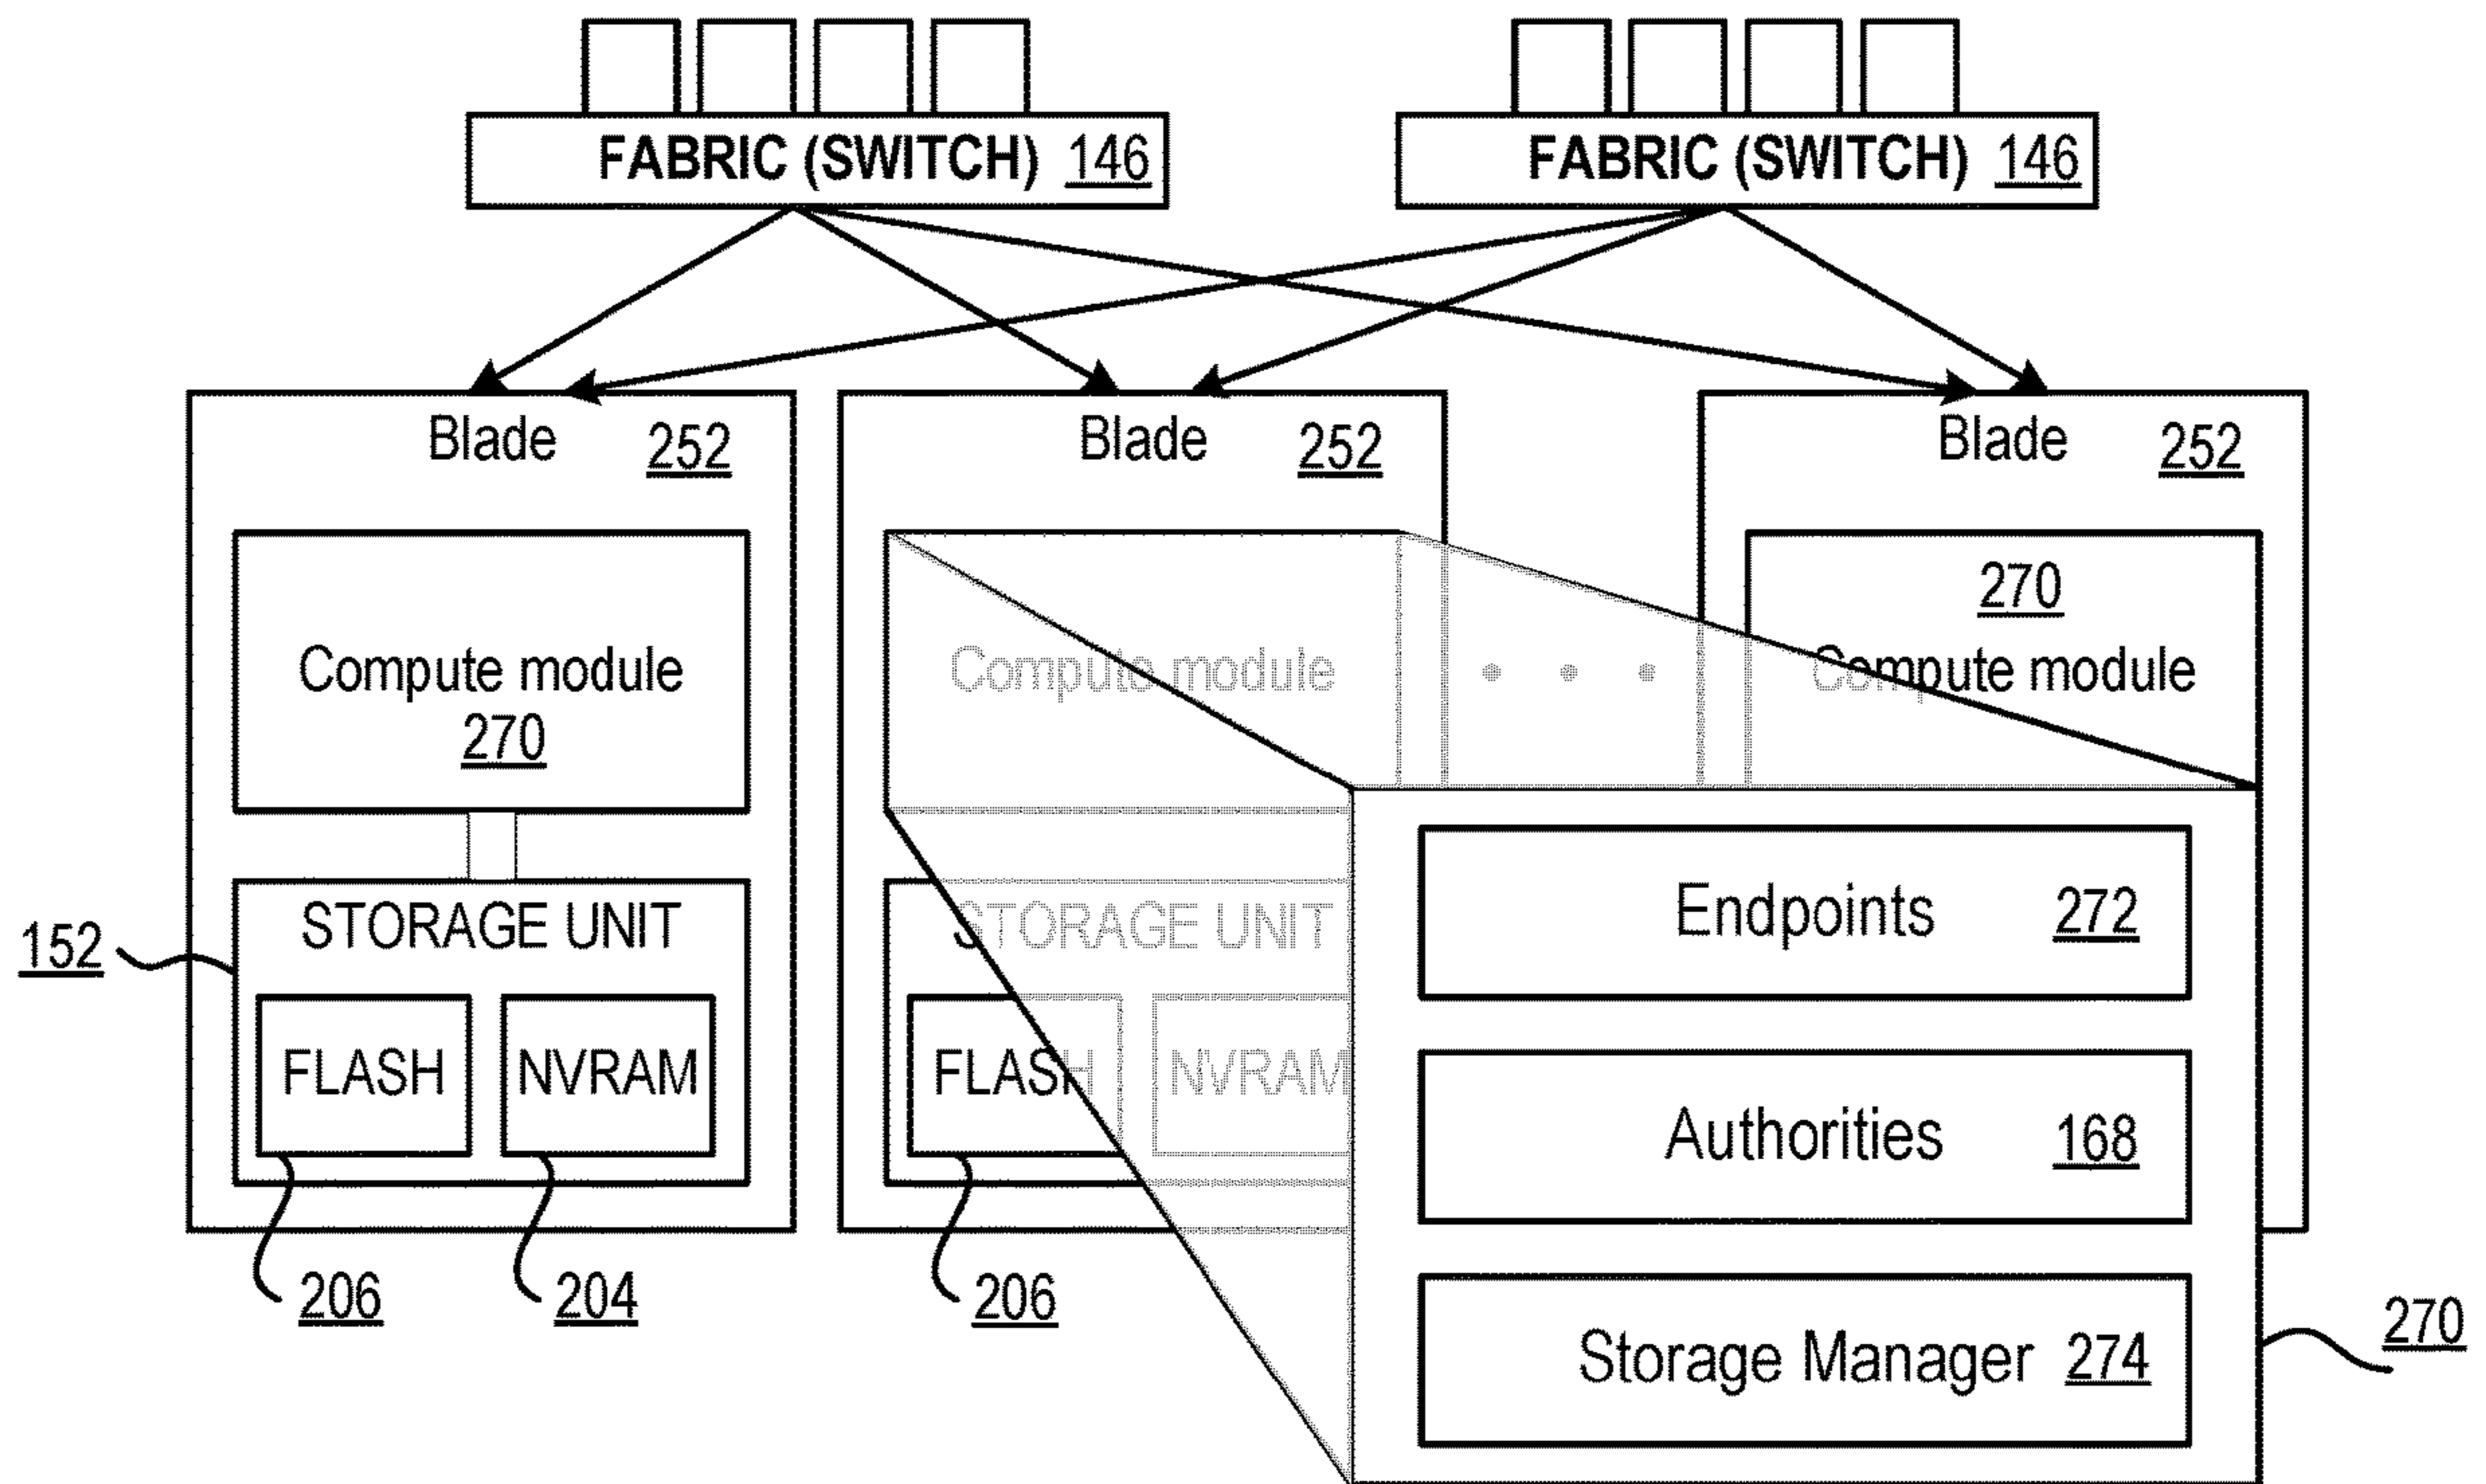 FABRIC (SWITCH) 146
FABRIC (SWITCH) 146
Blade 252
Blade 252
Blade 252
Compute module
270
Compute module
• • •
270
Compute module
152
STORAGE UNIT
FLASH
NVRAM
206
204
STORAGE UNIT
FLASH
NVRAM
206
Endpoints 272
Authorities 168
Storage Manager 274
270